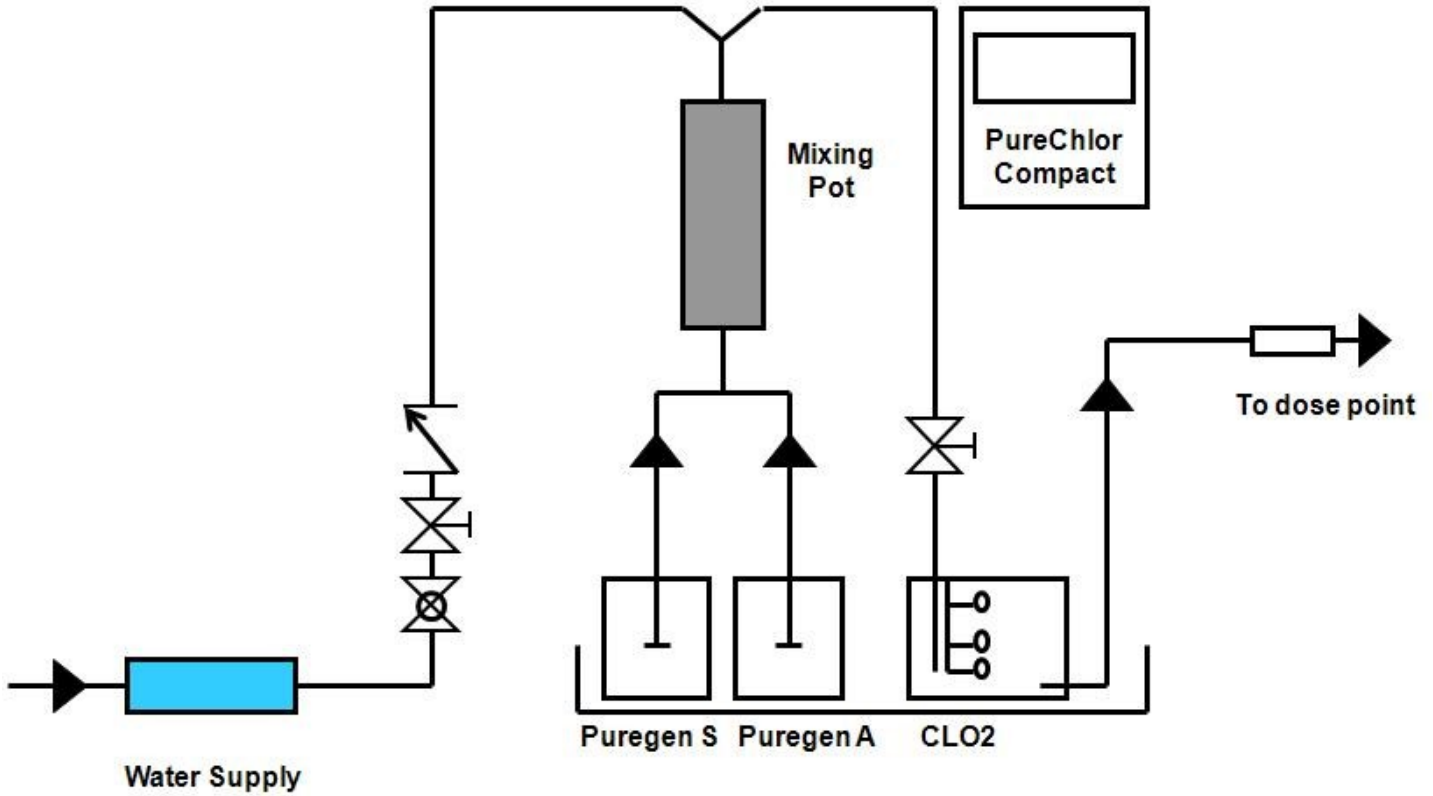 Mixing
Pot
PureChlor
Compact
To dose point
Puregen S
Puregen A
CLO2
Water Supply